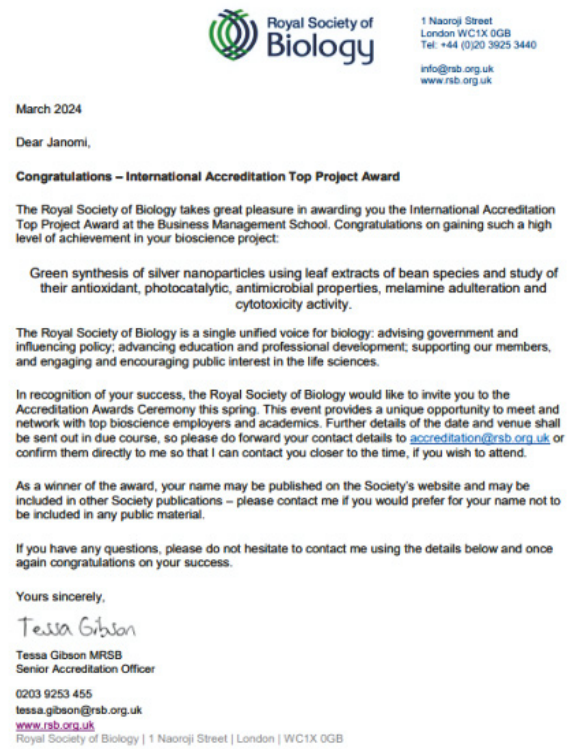 Royal Society of
Biology
1 Naoroji Street
London WC1X 0GB
Tel: +44 (0)20 3925 3440
info@rsb.org.uk
www.rsb.org.uk
March 2024
Dear Janomi,
Congratulations – International Accreditation Top Project Award
The Royal Society of Biology takes great pleasure in awarding you the International Accreditation
Top Project Award at the Business Management School. Congratulations on gaining such a high
level of achievement in your bioscience project:
Green synthesis of silver nanoparticles using leaf extracts of bean species and study of
their antioxidant, photocatalytic, antimicrobial properties, melamine adulteration and
cytotoxicity activity.
The Royal Society of Biology is a single unified voice for biology: advising government and
influencing policy; advancing education and professional development; supporting our members,
and engaging and encouraging public interest in the life sciences.
In recognition of your success, the Royal Society of Biology would like to invite you to the
Accreditation Awards Ceremony this spring. This event provides a unique opportunity to meet and
network with top bioscience employers and academics. Further details of the date and venue shall
be sent out in due course, so please do forward your contact details to accreditation@rsb.org.uk or
confirm them directly to me so that I can contact you closer to the time, if you wish to attend.
As a winner of the award, your name may be published on the Society's website and may be
included in other Society publications – please contact me if you would prefer for your name not to
be included in any public material.
If you have any questions, please do not hesitate to contact me using the details below and once
again congratulations on your success.
Yours sincerely,
Tessa Gibson
Tessa Gibson MRSB
Senior Accreditation Officer
0203 9253 455
tessa.gibson@rsb.org.uk
www.rsb.org.uk
Royal Society of Biology | 1 Naoroji Street | London | WC1X 0GB